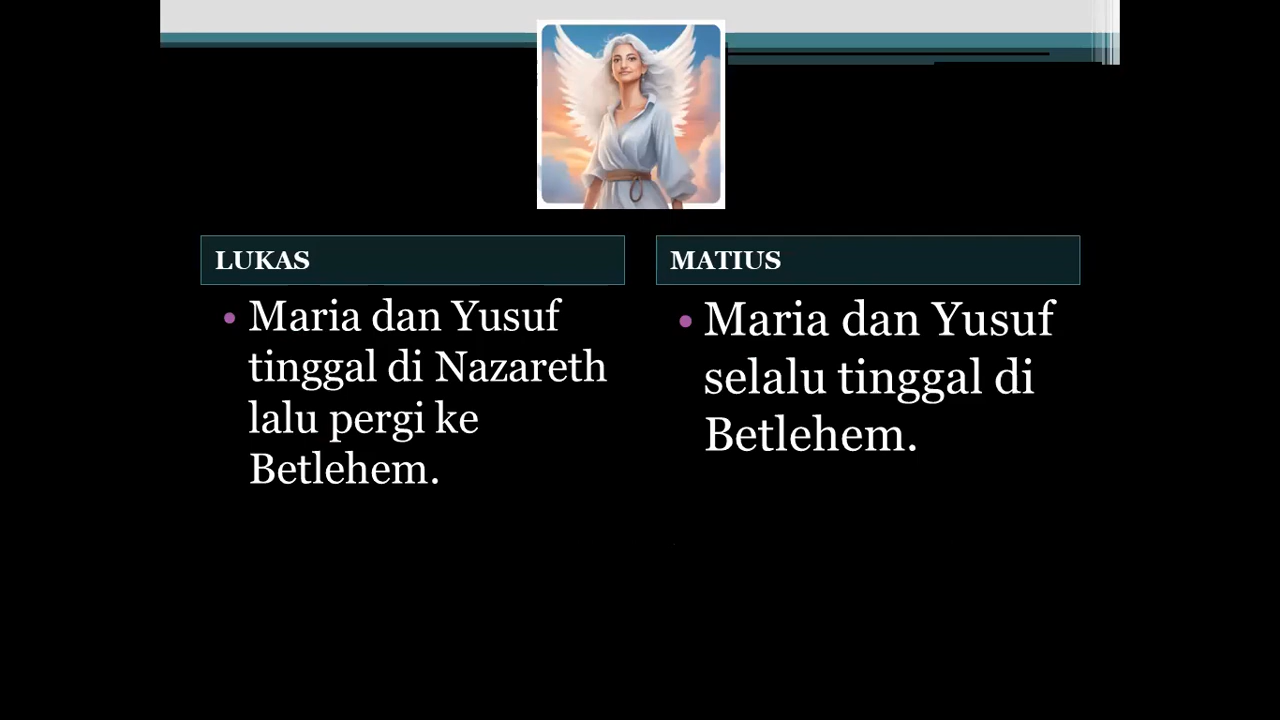 LUKAS
• Maria dan Yusuf
tinggal di Nazareth
lalu pergi ke
Betlehem.
MATIUS
• Maria dan Yusuf
selalu tinggal di
Betlehem.